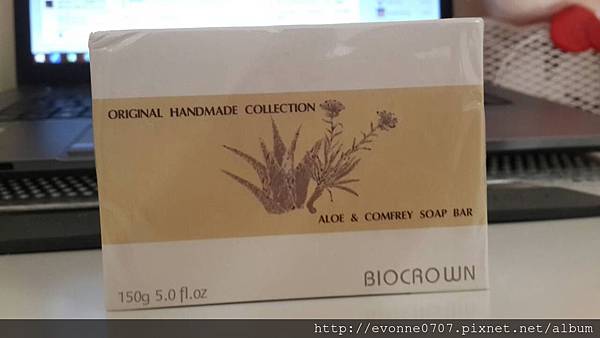 ORIGINAL HANDMADE COLLECTION
ALOE & COMFREY SOAP BAR
150g 5.0 fl.oz
BIOCROWN
http://evonne0707.pixnet.net/album